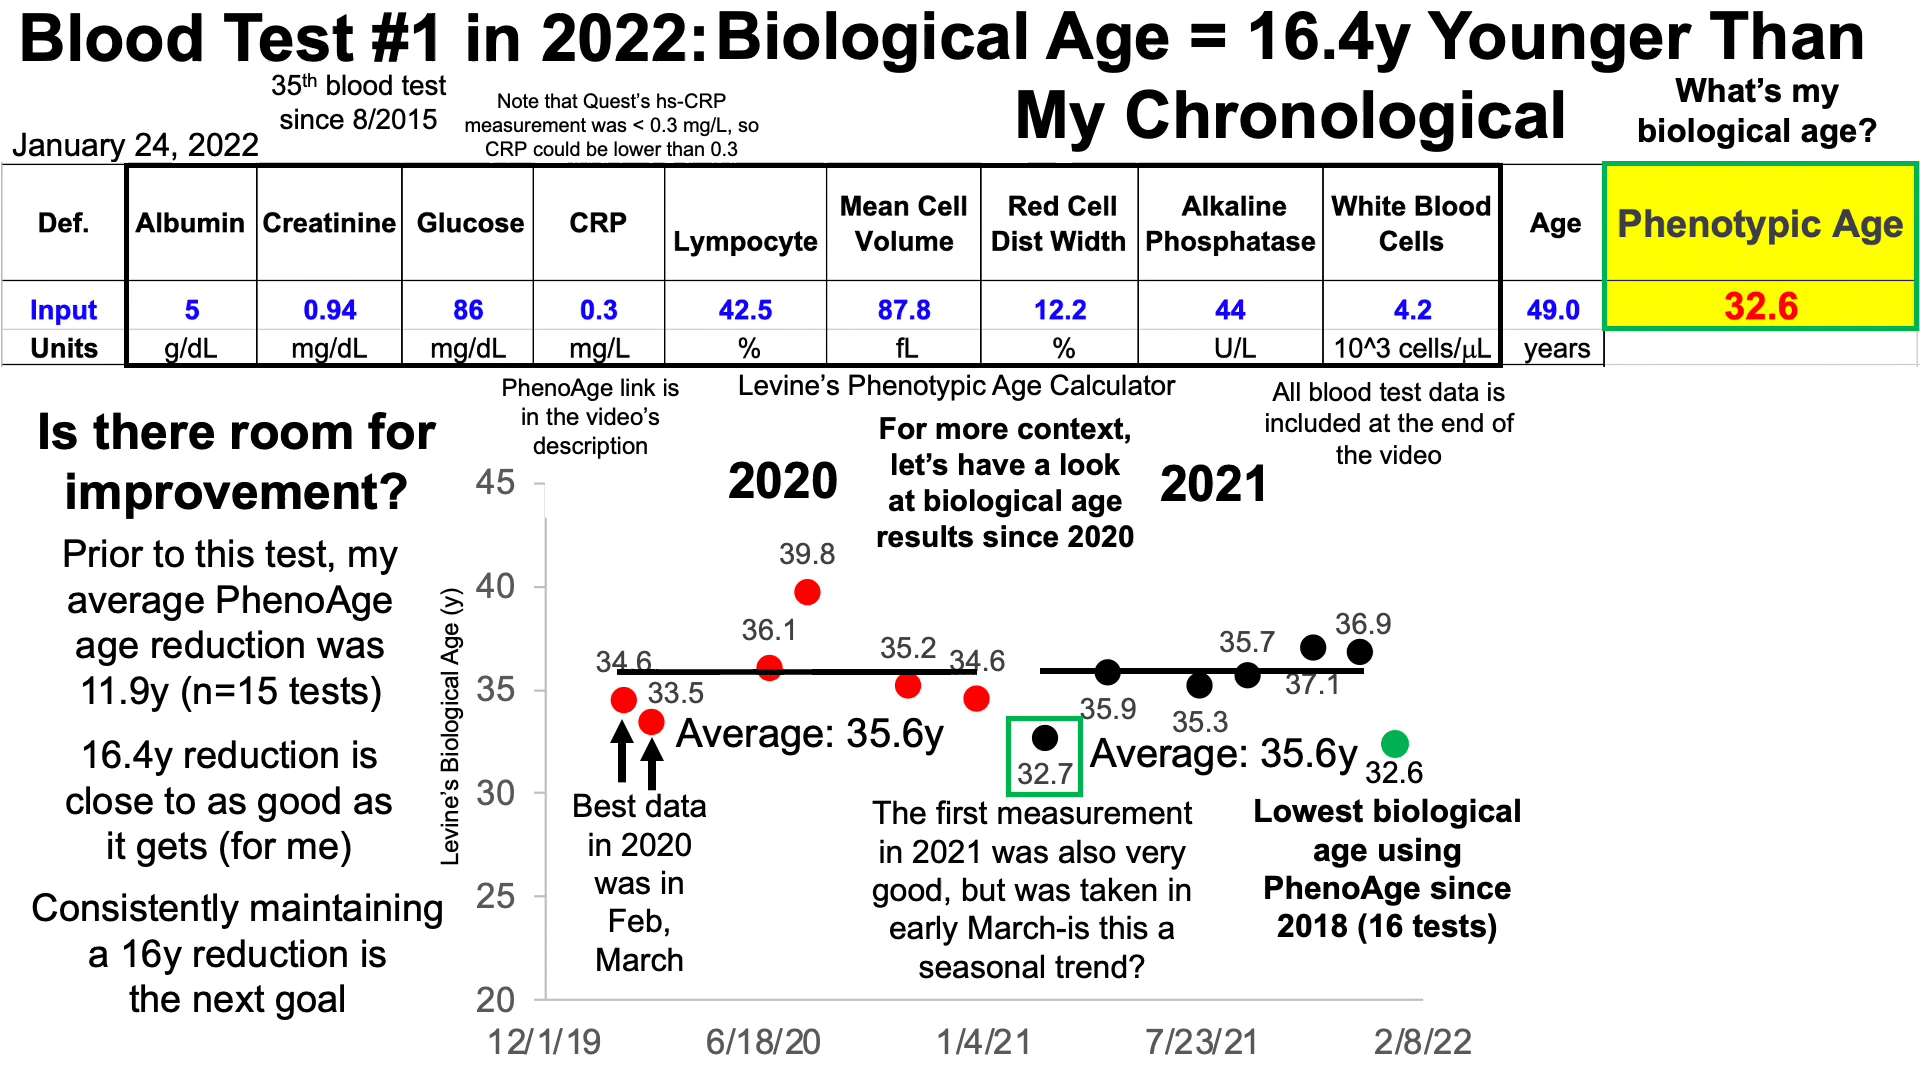 Blood Test #1 in 2022: Biological Age = 16.4y Younger Than
My Chronological
35th blood test
since 8/2015
Note that Quest’s hs-CRP
measurement was < 0.3 mg/L, so
CRP could be lower than 0.3
What’s my
biological age?
January 24, 2022
Def. Albumin Creatinine Glucose CRP Lympocyte Mean Cell Volume Red Cell Dist Width Alkaline Phosphatase White Blood Cells Age Phenotypic Age
Input 5 0.94 86 0.3 42.5 87.8 12.2 44 4.2 49.0 32.6
Units g/dL mg/dL mg/dL mg/L % fL % U/L 10^3 cells/µL years
PhenoAge link is
in the video’s
description
Levine’s Phenotypic Age Calculator
All blood test data is
included at the end of
the video
Is there room for
improvement?
Prior to this test, my
average PhenoAge
age reduction was
11.9y (n=15 tests)
16.4y reduction is
close to as good as
it gets (for me)
Consistently maintaining
a 16y reduction is
the next goal
For more context,
let’s have a look
at biological age
results since 2020
2020
2021
Levine’s Biological Age (y)
45
40
35
30
25
20
34.6
33.5
36.1
39.8
35.2
34.6
32.7
35.9
35.3
35.7
37.1
36.9
32.6
Average: 35.6y
Average: 35.6y
Best data
in 2020
was in
Feb,
March
The first measurement
in 2021 was also very
good, but was taken in
early March-is this a
seasonal trend?
Lowest biological
age using
PhenoAge since
2018 (16 tests)
12/1/19 6/18/20 1/4/21 7/23/21 2/8/22